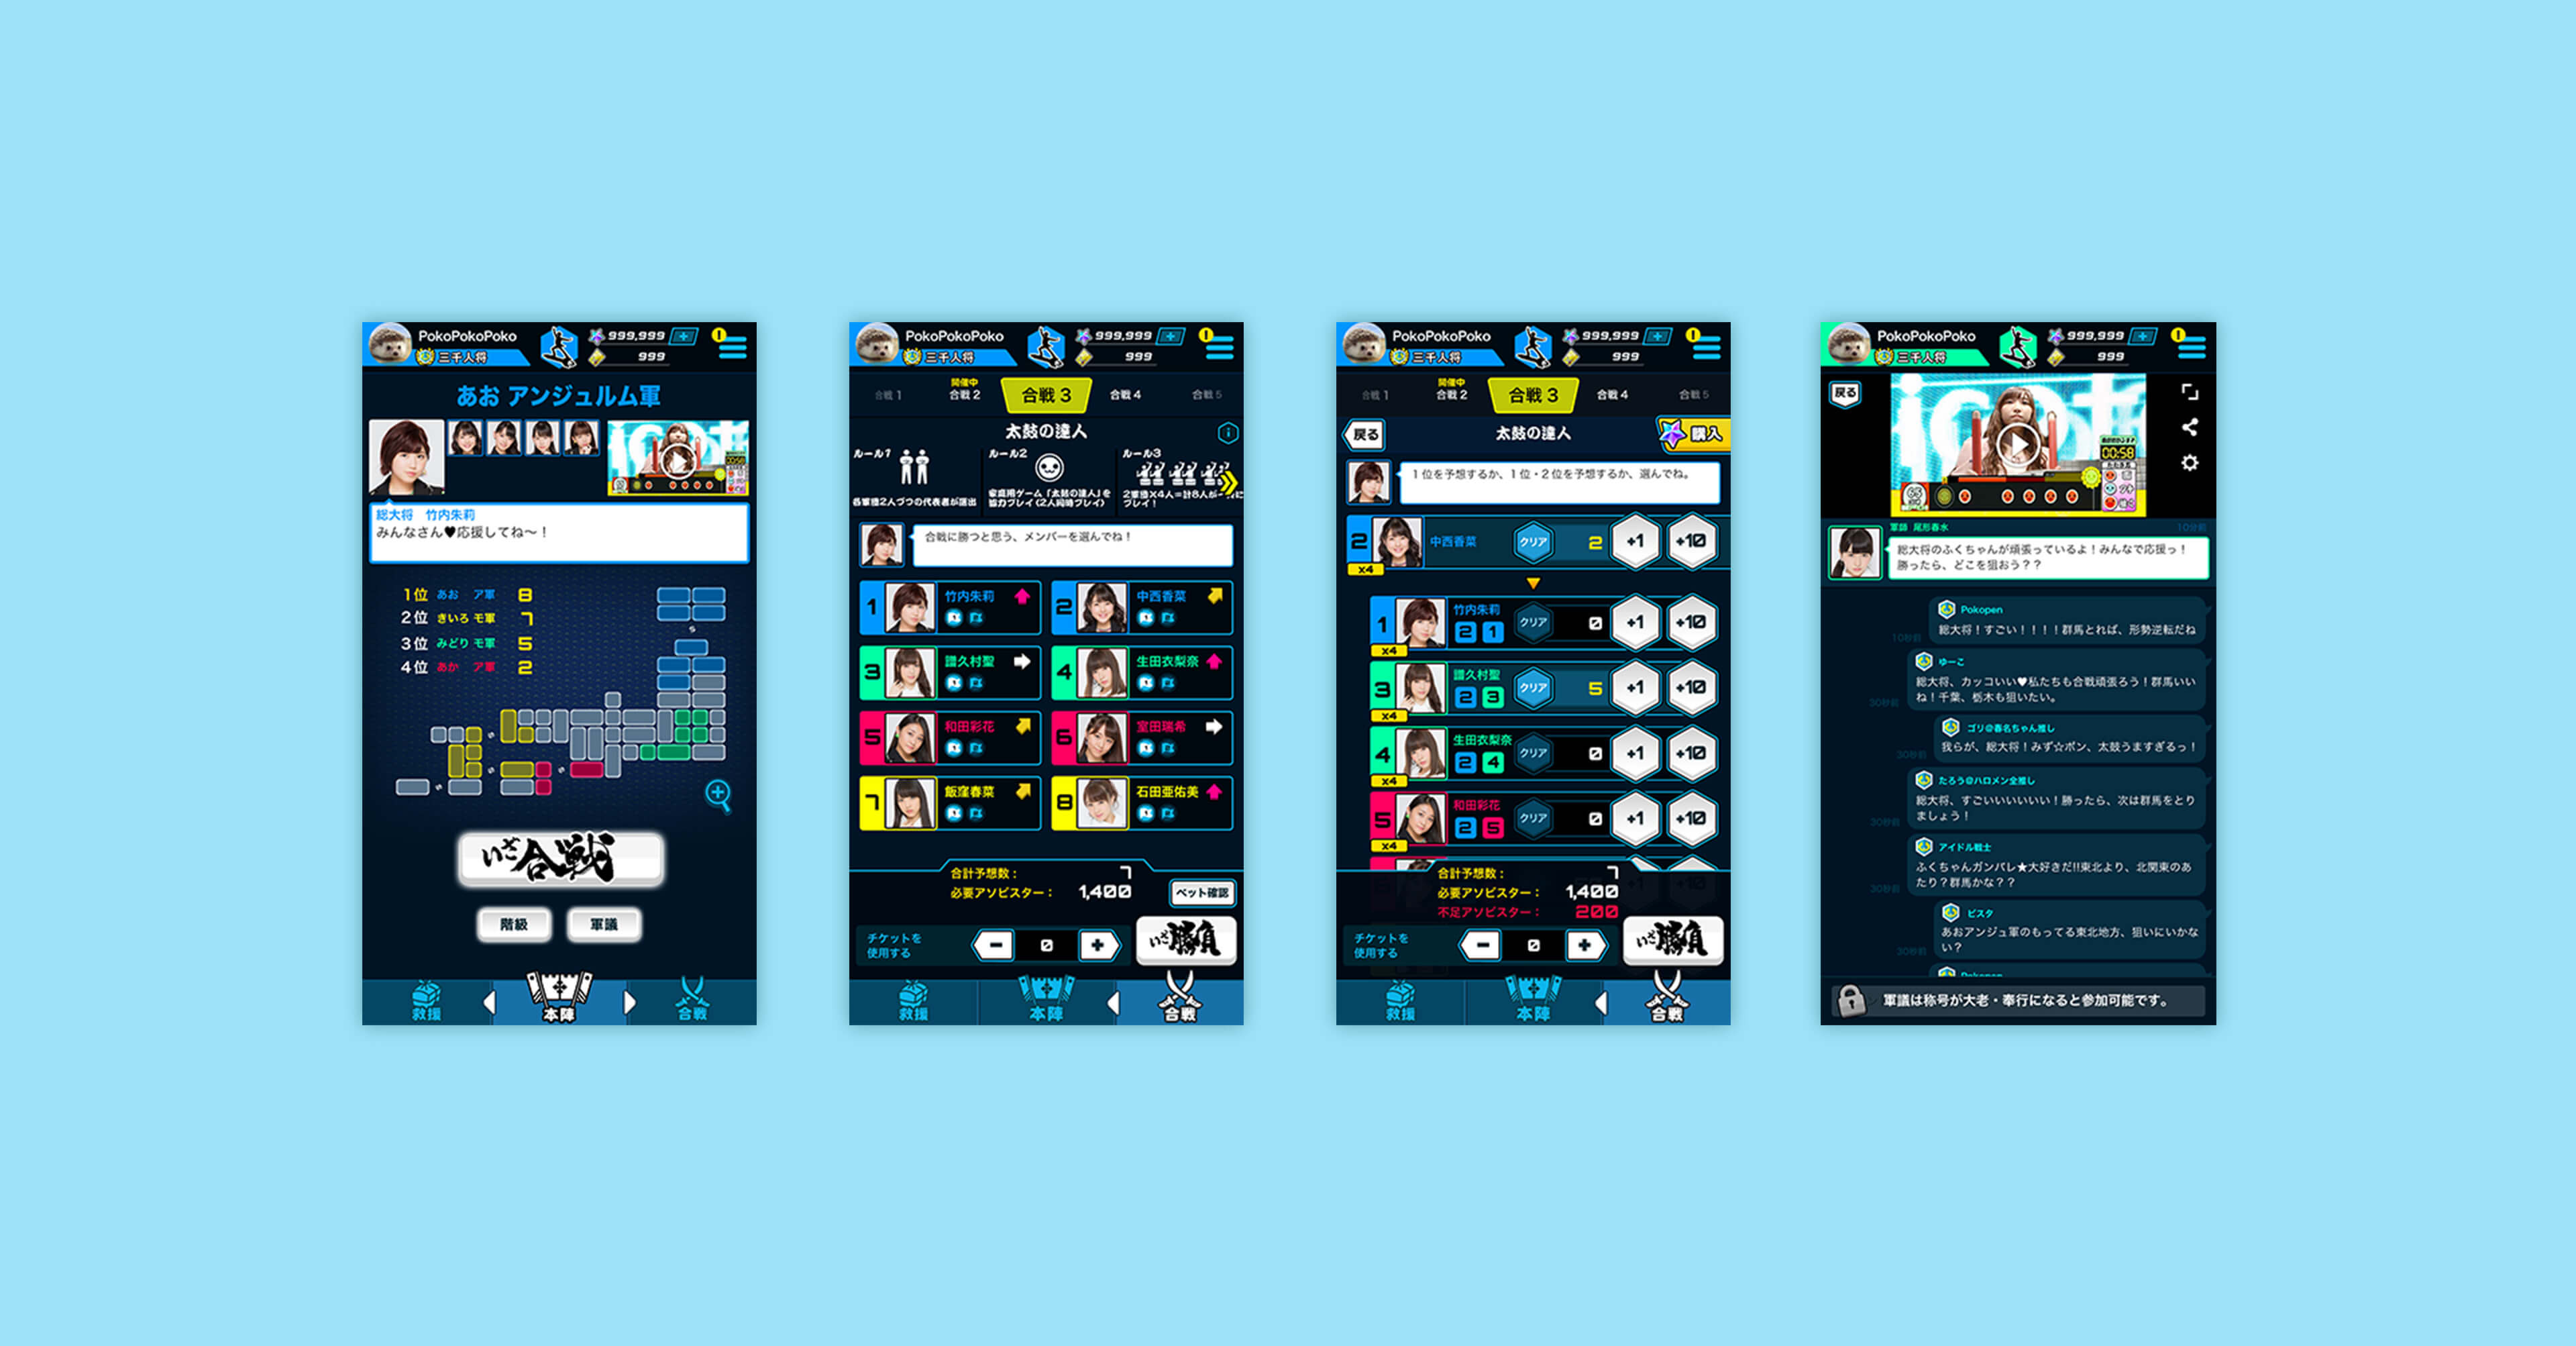 PokoPokoPoko
三千人将
999,999
999
あお アンジュルム軍
総大将 竹内朱莉
みんなさん♥応援してね〜！
1位 あお ア軍 8
2位 きいろ モ軍 7
3位 みどり モ軍 5
4位 あか ア軍 2
いざ合戦
階級
軍議
救援
本陣
合戦
PokoPokoPoko
三千人将
999,999
999
合戦 1
開催中
合戦 2
合戦 3
合戦 4
合戦 5
太鼓の達人
ルール1
各軍団2人づつの代表者が選出
ルール2
家庭用ゲーム「太鼓の達人」を
協力プレイ(2人同時プレイ)
ルール3
プレイ！
合戦に勝つと思う、メンバーを選んでね！
1 竹内朱莉
2 中西香菜
3 譜久村聖
4 生田衣梨奈
5 和田彩花
6 室田瑞希
7 飯窪春菜
8 石田亜佑美
合計予想数： 7
必要アソビスター： 1,400
ベット確認
チケットを
使用する
- 0 +
いざ勝負
救援
本陣
合戦
PokoPokoPoko
三千人将
999,999
999
合戦 1
開催中
合戦 2
合戦 3
合戦 4
合戦 5
戻る
太鼓の達人
購入
1位を予想するか、1位・2位を予想するか、選んでね。
2 中西香菜 クリア 2 +1 +10
x4
1 竹内朱莉 2 1 クリア 0 +1 +10
x4
3 譜久村聖 2 3 クリア 5 +1 +10
x4
4 生田衣梨奈 2 4 クリア 0 +1 +10
x4
5 和田彩花 2 5 クリア 0 +1 +10
x4
合計予想数： 7
必要アソビスター： 1,400
不足アソビスター： 200
チケットを
使用する
- 0 +
いざ勝負
救援
本陣
合戦
PokoPokoPoko
三千人将
999,999
999
戻る
00:58
軍師 尾形春水
10分前
総大将のふくちゃんが頑張っているよ！みんなで応援っ！
勝ったら、どこを狙おう？？
Pokopen
総大将！すごい！！！！群馬とれば、形勢逆転だね
10秒前
ゆーこ
総大将、カッコいい♥私たちも合戦頑張ろう！群馬いい
ね！千葉、栃木も狙いたい。
30秒前
ゴリ@春名ちゃん推し
我らが、総大将！みず☆ポン、太鼓うますぎるっ！
30秒前
たろう@ハロメン全推し
総大将、すごいいいいいい！勝ったら、次は群馬をとり
ましょう！
30秒前
アイドル戦士
ふくちゃんガンバレ★大好きだ!!東北より、北関東のあ
たり？群馬かな？？
30秒前
ピスタ
あおアンジュ軍のもってる東北地方、狙いにいかな
い？
30秒前
軍議は称号が大老・奉行になると参加可能です。